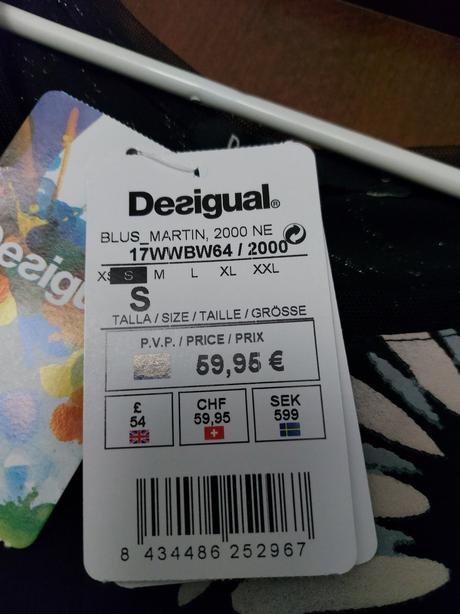 Desigual®
BLUS_MARTIN, 2000 NE
17WWBW64 / 2000
XS S M L XL XXL
S
TALLA / SIZE / TAILLE / GRÖSSE
P.V.P. / PRICE / PRIX
59,95 €
£
54
CHF
59,95
SEK
599
8 434486 252967
esigu